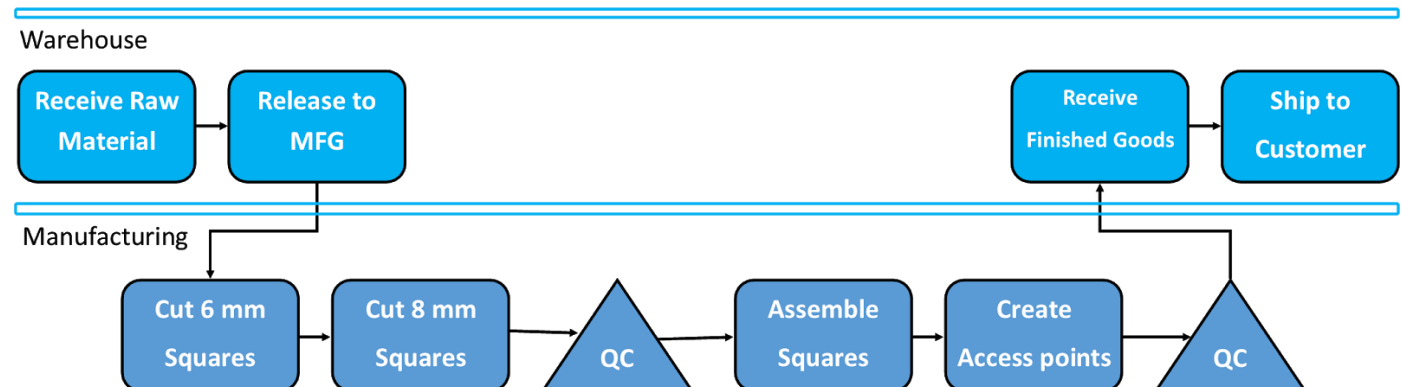 Warehouse
Receive Raw
Material
Release to
MFG
Receive
Finished Goods
Ship to
Customer
Manufacturing
Cut 6 mm
Squares
Cut 8 mm
Squares
QC
Assemble
Squares
Create
Access points
QC